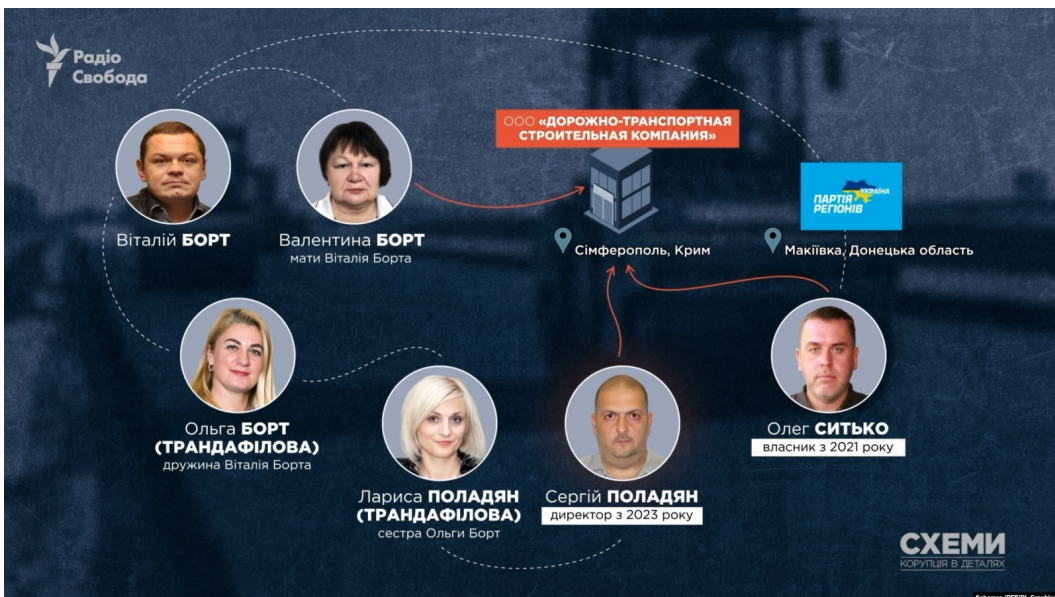 Радіо
Свобода
ООО «ДОРОЖНО-ТРАНСПОРТНАЯ
СТРОИТЕЛЬНАЯ КОМПАНИЯ»
УКРАЇНА
ПАРТІЯ
РЕГІОНІВ
Віталій БОРТ
Валентина БОРТ
мати Віталія Борта
Сімферополь, Крим
Макіївка, Донецька область
Ольга БОРТ
(ТРАНДАФІЛОВА)
дружина Віталія Борта
Лариса ПОЛАДЯН
(ТРАНДАФІЛОВА)
сестра Ольги Борт
Сергій ПОЛАДЯН
директор з 2023 року
Олег СИТЬКО
власник з 2021 року
СХЕМИ
КОРУПЦІЯ В ДЕТАЛЯХ